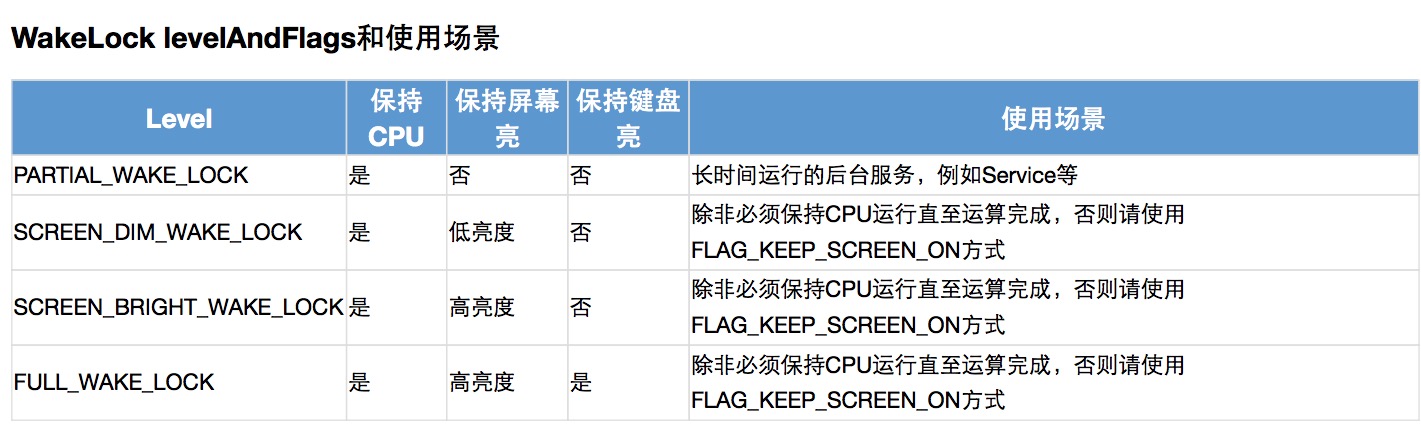 WakeLock levelAndFlags和使用场景
Level 保持CPU 保持屏幕亮 保持键盘亮 使用场景
PARTIAL_WAKE_LOCK 是 否 否 长时间运行的后台服务，例如Service等
SCREEN_DIM_WAKE_LOCK 是 低亮度 否 除非必须保持CPU运行直至运算完成，否则请使用
FLAG_KEEP_SCREEN_ON方式
SCREEN_BRIGHT_WAKE_LOCK 是 高亮度 否 除非必须保持CPU运行直至运算完成，否则请使用
FLAG_KEEP_SCREEN_ON方式
FULL_WAKE_LOCK 是 高亮度 是 除非必须保持CPU运行直至运算完成，否则请使用
FLAG_KEEP_SCREEN_ON方式